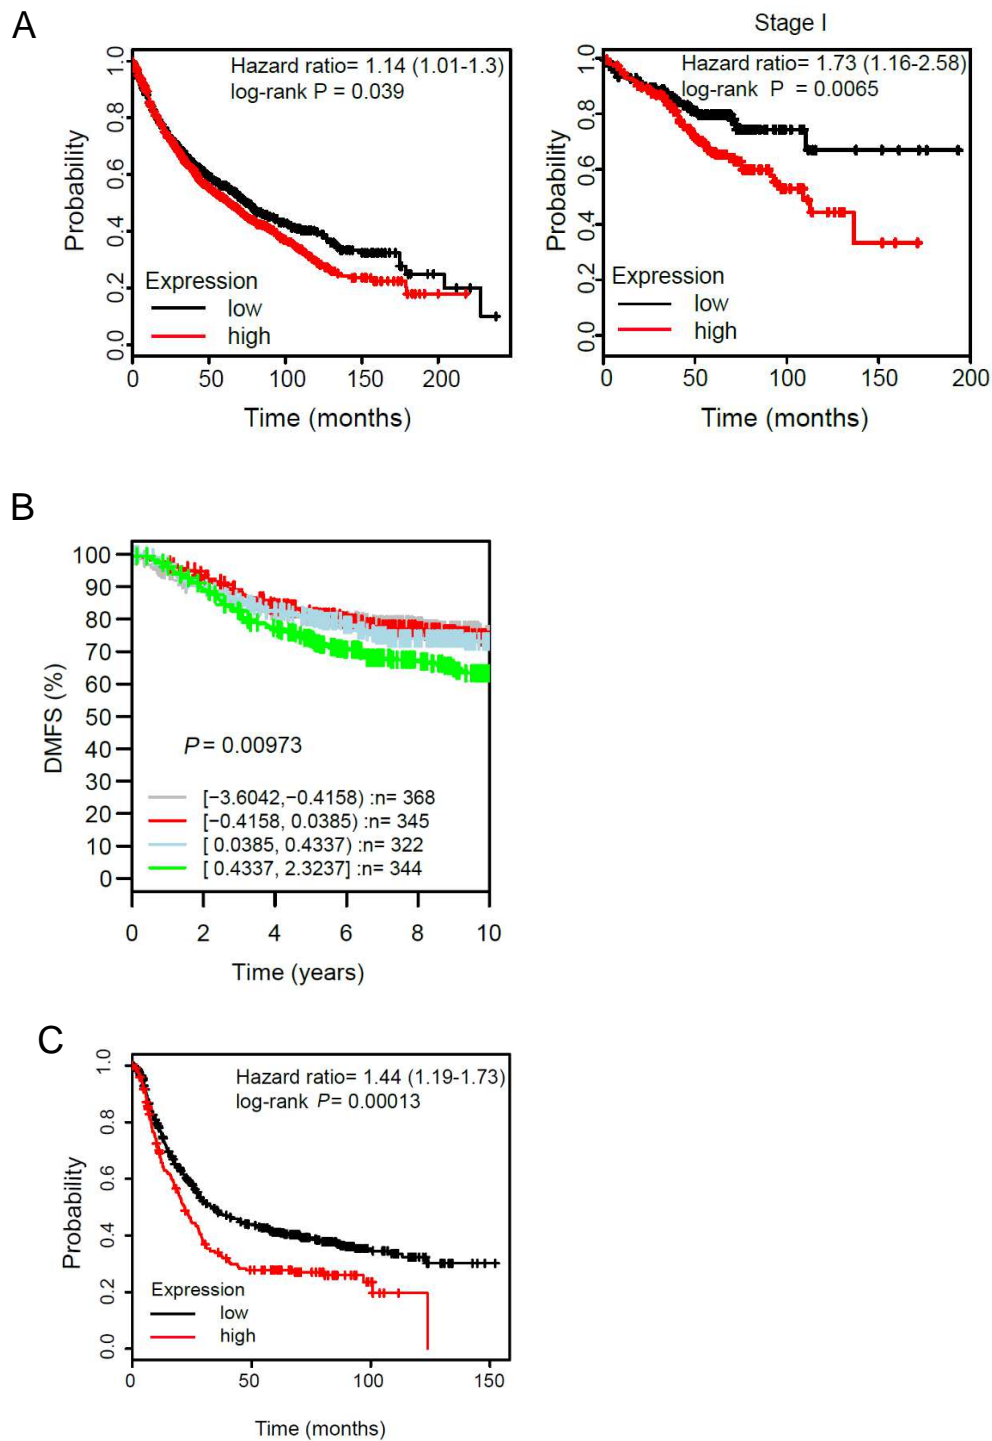 A
Hazard ratio= 1.14 (1.01-1.3)
log-rank P = 0.039
Probability
0.0 0.2 0.4 0.6 0.8 1.0
Expression
low
high
0 50 100 150 200
Time (months)
Stage I
Hazard ratio = 1.73 (1.16-2.58)
log-rank P = 0.0065
Probability
0.0 0.2 0.4 0.6 0.8 1.0
Expression
low
high
0 50 100 150 200
Time (months)
B
DMFS (%)
100
90
80
70
60
50
40
30
20
10
0
P= 0.00973
[−3.6042,−0.4158) :n= 368
[−0.4158, 0.0385) :n= 345
[ 0.0385, 0.4337) :n= 322
[ 0.4337, 2.3237] :n= 344
0 2 4 6 8 10
Time (years)
C
Hazard ratio= 1.44 (1.19-1.73)
log-rank P= 0.00013
Probability
0.0 0.2 0.4 0.6 0.8 1.0
Expression
low
high
0 50 100 150
Time (months)